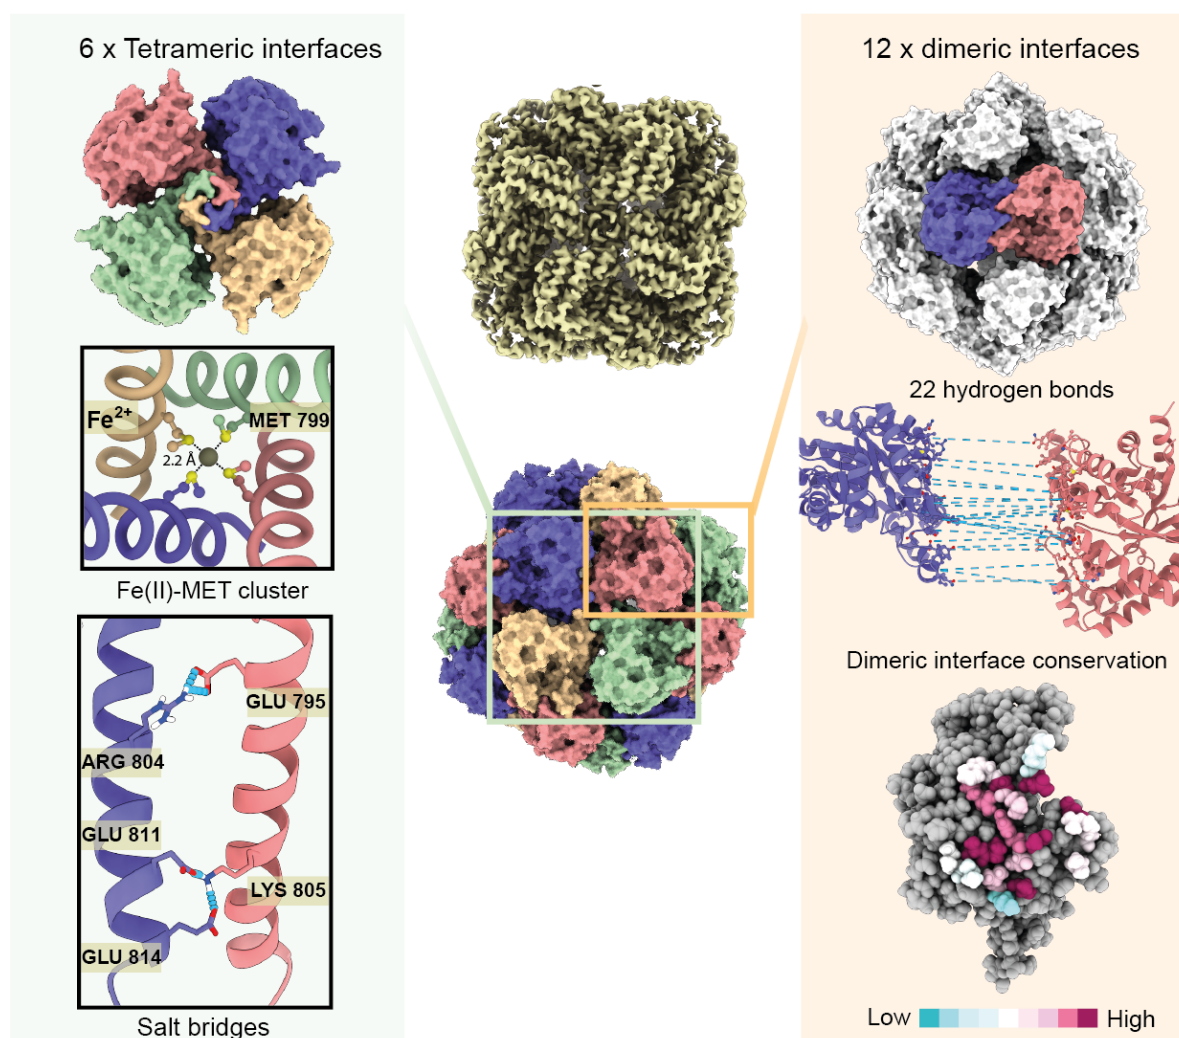 6 x Tetrameric interfaces
Fe2+
MET 799
2.2 Å
Fe(II)-MET cluster
GLU 795
ARG 804
GLU 811
LYS 805
GLU 814
Salt bridges
12 x dimeric interfaces
22 hydrogen bonds
Dimeric interface conservation
Low
High